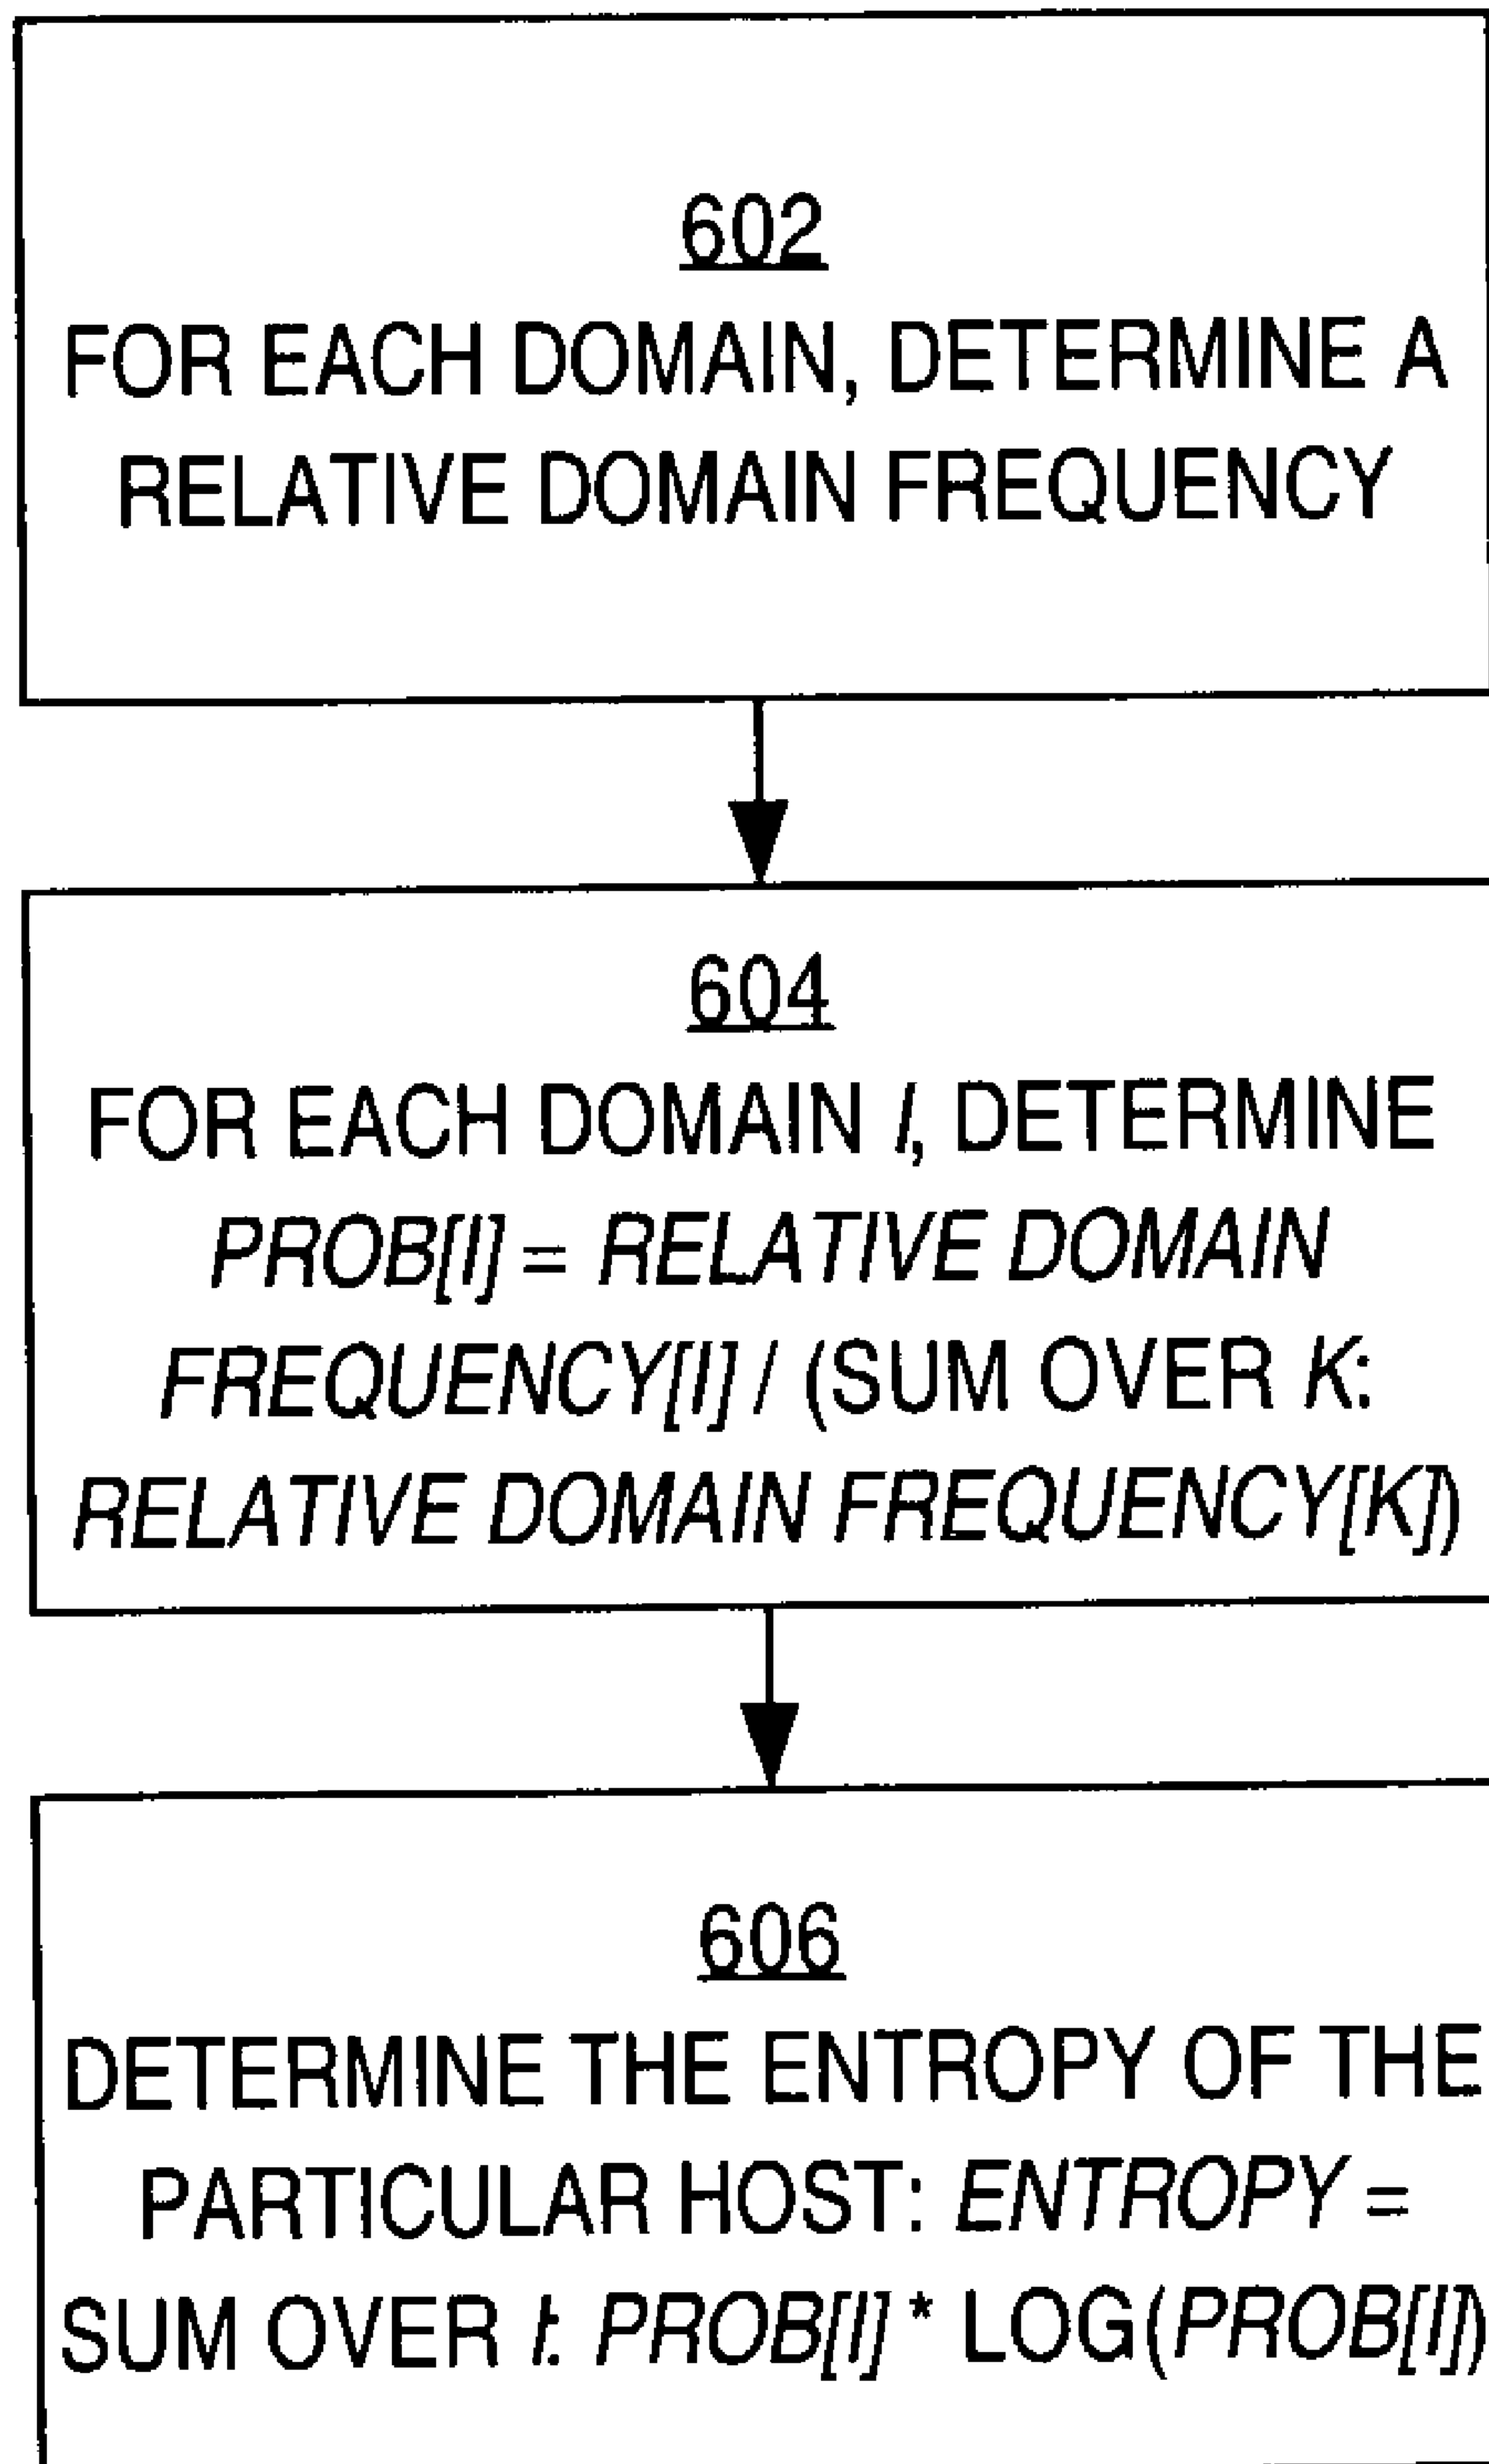 602
FOR EACH DOMAIN, DETERMINE A
RELATIVE DOMAIN FREQUENCY
604
FOR EACH DOMAIN I, DETERMINE
PROB[I] = RELATIVE DOMAIN
FREQUENCY[I] / (SUM OVER K:
RELATIVE DOMAIN FREQUENCY[K])
606
DETERMINE THE ENTROPY OF THE
PARTICULAR HOST: ENTROPY =
SUM OVER I: PROB[I] * LOG(PROB[I])